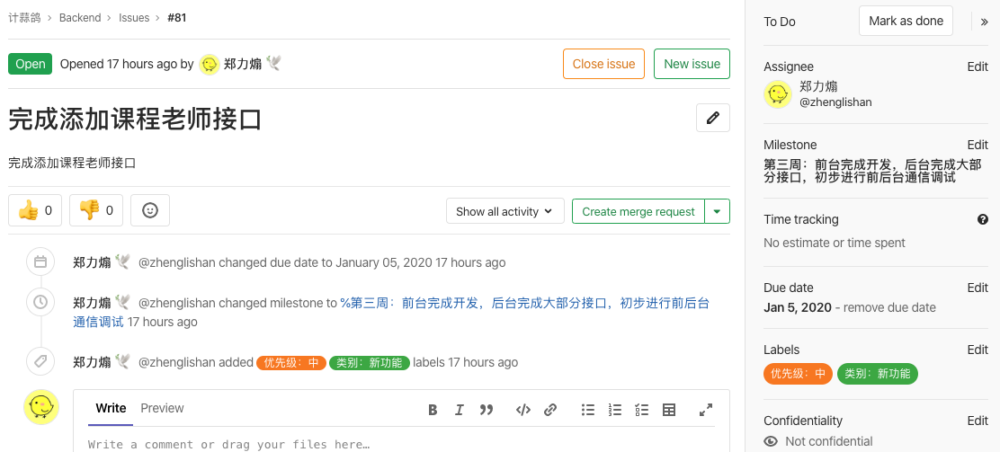 计蒜鸽 › Backend › Issues › #81
Open Opened 17 hours ago by 郑力煽
Close issue New issue
完成添加课程老师接口
完成添加课程老师接口
0 0
Show all activity Create merge request
郑力煽 @zhenglishan changed due date to January 05, 2020 17 hours ago
郑力煽 @zhenglishan changed milestone to %第三周：前台完成开发，后台完成大部分接口，初步进行前后台
通信调试 17 hours ago
郑力煽 @zhenglishan added 优先级：中 类别：新功能 labels 17 hours ago
Write Preview
Write a comment or drag your files here…
To Do Mark as done »
Assignee Edit
郑力煽
@zhenglishan
Milestone Edit
第三周：前台完成开发，后台完成大部
分接口，初步进行前后台通信调试
Time tracking
No estimate or time spent
Due date Edit
Jan 5, 2020 - remove due date
Labels Edit
优先级：中 类别：新功能
Confidentiality Edit
Not confidential